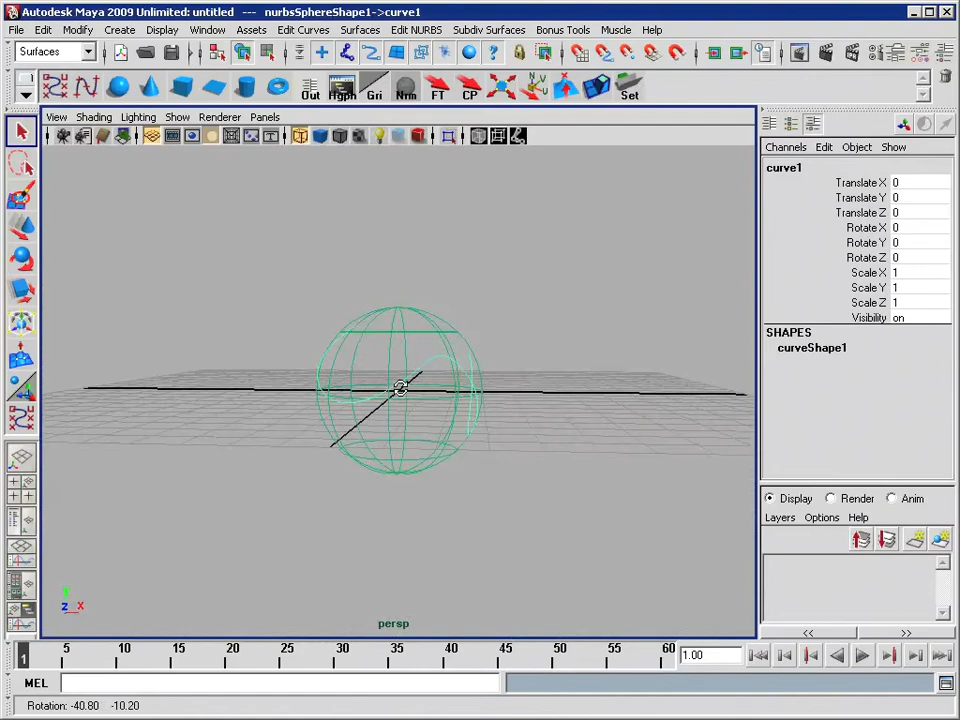 Autodesk Maya 2009 Unlimited: untitled --- nurbsSphereShape1->curve1
File Edit Modify Create Display Window Assets Edit Curves Surfaces Edit NURBS Subdiv Surfaces Bonus Tools Muscle Help
Surfaces
Out Hgph Gri Nrm FT CP Set
View Shading Lighting Show Renderer Panels
Channels Edit Object Show
curve1
Translate X 0
Translate Y 0
Translate Z 0
Rotate X 0
Rotate Y 0
Rotate Z 0
Scale X 1
Scale Y 1
Scale Z 1
Visibility on
SHAPES
curveShape1
Display Render Anim
Layers Options Help
Y
Z X
persp
<< >>
1 5 10 15 20 25 30 35 40 45 50 55 60 1.00
MEL
Rotation: -40.80 -10.20